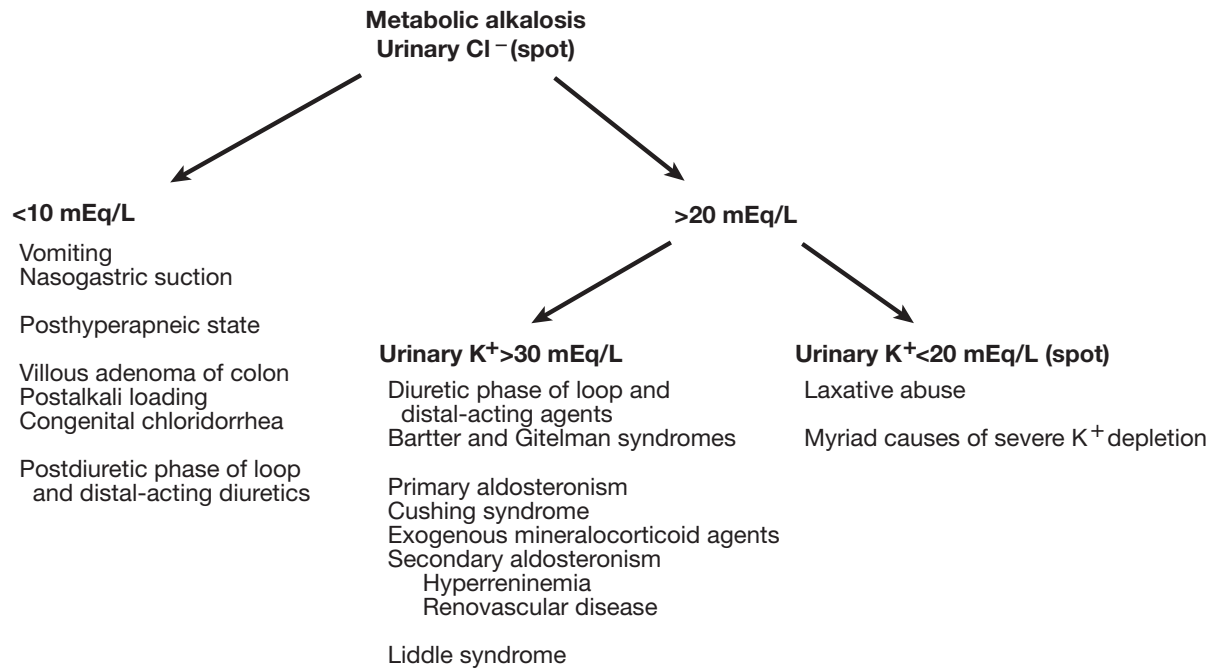 Metabolic alkalosis
Urinary Cl⁻ (spot)
<10 mEq/L
Vomiting
Nasogastric suction
Posthyperapneic state
Villous adenoma of colon
Postalkali loading
Congenital chloridorrhea
Postdiuretic phase of loop
and distal-acting diuretics
>20 mEq/L
Urinary K⁺>30 mEq/L
Diuretic phase of loop and
distal-acting agents
Bartter and Gitelman syndromes
Primary aldosteronism
Cushing syndrome
Exogenous mineralocorticoid agents
Secondary aldosteronism
Hyperreninemia
Renovascular disease
Liddle syndrome
Urinary K⁺<20 mEq/L (spot)
Laxative abuse
Myriad causes of severe K⁺ depletion